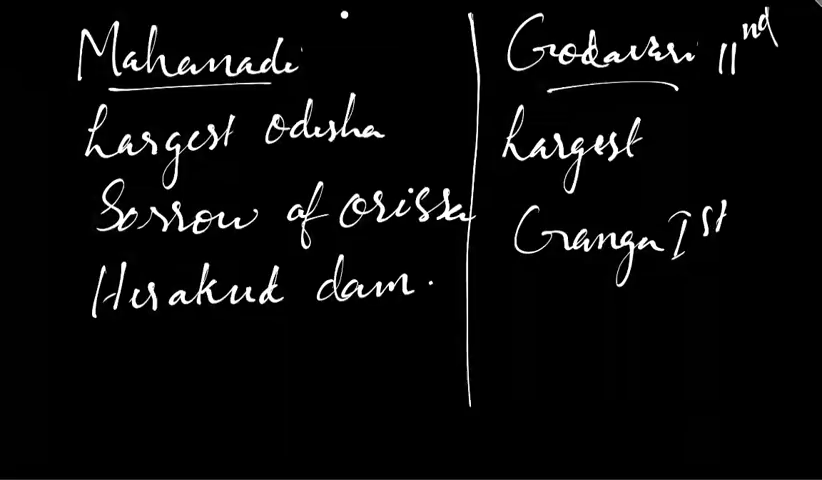 Mahanadi
Largest Odisha
Sorrow of Orissa
Hirakud dam.
Godavari IInd
Largest
Ganga Ist